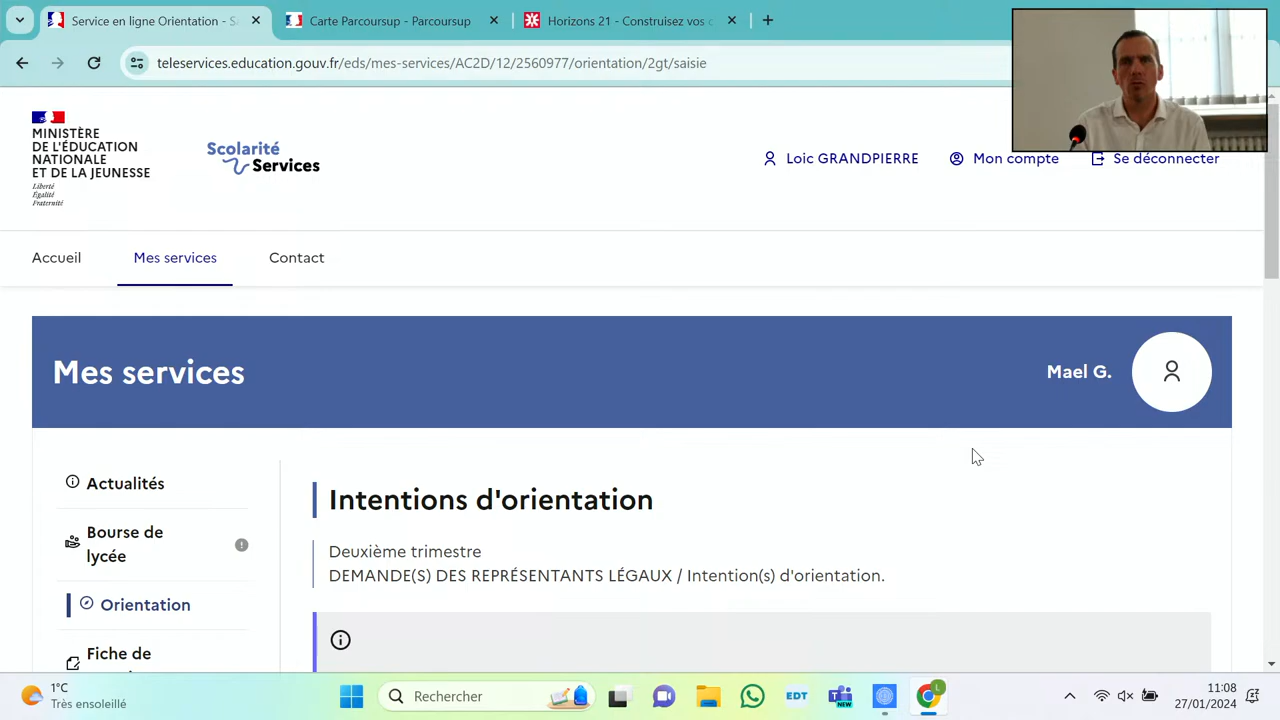 Service en ligne Orientation - S
Carte Parcoursup - Parcoursup
Horizons 21 - Construisez vos c
teleservices.education.gouv.fr/eds/mes-services/AC2D/12/2560977/orientation/2gt/saisie
MINISTÈRE
DE L'ÉDUCATION
NATIONALE
ET DE LA JEUNESSE
Liberté
Égalité
Fraternité
Scolarité
Services
Loic GRANDPIERRE
Mon compte
Se déconnecter
Accueil
Mes services
Contact
Mes services
Mael G.
Actualités
Bourse de
lycée
Orientation
Fiche de
Intentions d'orientation
Deuxième trimestre
DEMANDE(S) DES REPRÉSENTANTS LÉGAUX / Intention(s) d'orientation.
1°C
Très ensoleillé
Rechercher
EDT
NEW
L
11:08
27/01/2024